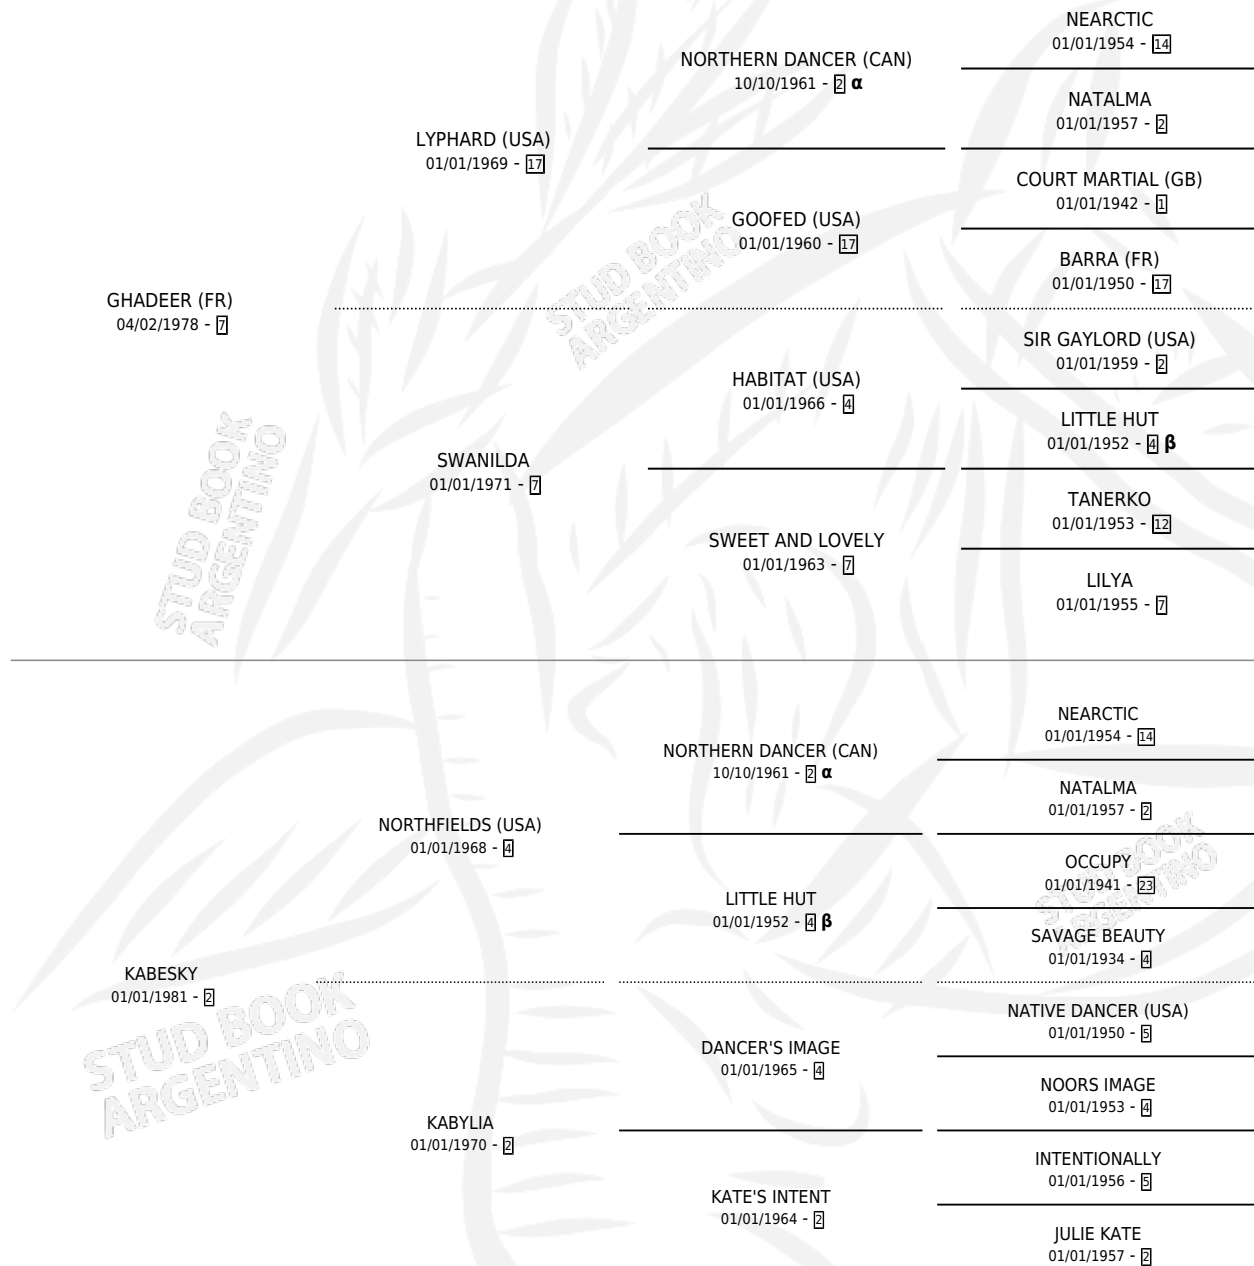 NEARCTIC
01/01/1954 - 14
NORTHERN DANCER (CAN)
10/10/1961 - 2 α
NATALMA
01/01/1957 - 2
LYPHARD (USA)
01/01/1969 - 17
COURT MARTIAL (GB)
01/01/1942 - 1
GOOFED (USA)
01/01/1960 - 17
BARRA (FR)
01/01/1950 - 17
STUD BOOK
ARGENTINO
GHADEER (FR)
04/02/1978 - 7
SIR GAYLORD (USA)
01/01/1959 - 2
HABITAT (USA)
01/01/1966 - 4
LITTLE HUT
01/01/1952 - 4 β
SWANILDA
01/01/1971 - 7
TANERKO
01/01/1953 - 12
SWEET AND LOVELY
01/01/1963 - 7
LILYA
01/01/1955 - 7
STUD BOOK
ARGENTINO
NEARCTIC
01/01/1954 - 14
NORTHERN DANCER (CAN)
10/10/1961 - 2 α
NATALMA
01/01/1957 - 2
NORTHFIELDS (USA)
01/01/1968 - 4
OCCUPY
01/01/1941 - 23
STUD BOOK
ARGENTINO
LITTLE HUT
01/01/1952 - 4 β
SAVAGE BEAUTY
01/01/1934 - 4
KABESKY
01/01/1981 - 2
NATIVE DANCER (USA)
01/01/1950 - 5
DANCER'S IMAGE
01/01/1965 - 4
NOORS IMAGE
01/01/1953 - 4
STUD BOOK
ARGENTINO
KABYLIA
01/01/1970 - 2
INTENTIONALLY
01/01/1956 - 5
KATE'S INTENT
01/01/1964 - 2
JULIE KATE
01/01/1957 - 2